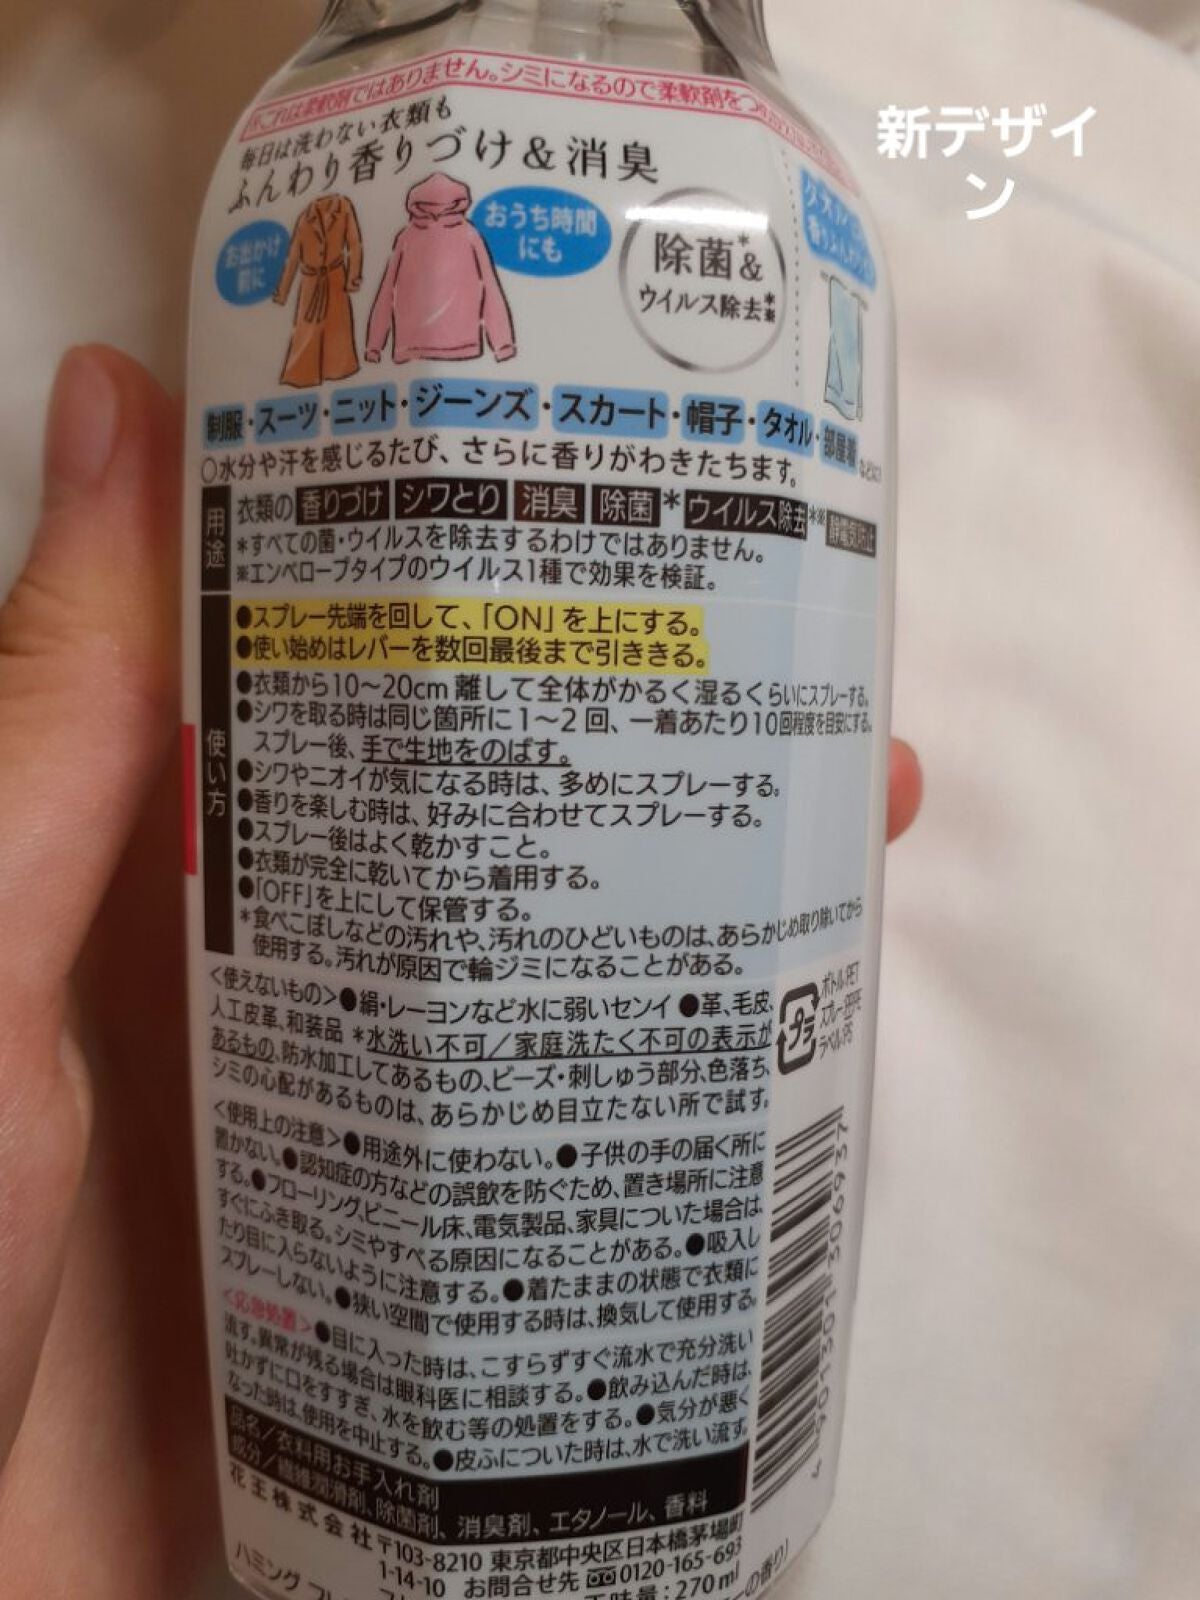 新デザイ
ン
※これは柔軟剤ではありません。シミになるので柔軟剤をつ
毎日は洗わない衣類も
ふんわり香りづけ&消臭
お出かけ
前に
おうち時間
にも
除菌*&
ウイルス除去*※
制服・スーツ・ニット・ジーンズ・スカート・帽子・タオル・部屋着
○水分や汗を感じるたび、さらに香りがわきたちます。
用途
衣類の 香りづけ シワとり 消臭 除菌* ウイルス除去*※ 静電気防止
*すべての菌・ウイルスを除去するわけではありません。
※エンベロープタイプのウイルス1種で効果を検証。
使い方
●スプレー先端を回して、「ON」を上にする。
●使い始めはレバーを数回最後まで引ききる。
●衣類から10〜20cm離して全体がかるく湿るくらいにスプレーする。
●シワを取る時は同じ箇所に1〜2回、一着あたり10回程度を目安にする。
スプレー後、手で生地をのばす。
●シワやニオイが気になる時は、多めにスプレーする。
●香りを楽しむ時は、好みに合わせてスプレーする。
●スプレー後はよく乾かすこと。
●衣類が完全に乾いてから着用する。
●「OFF」を上にして保管する。
*食べこぼしなどの汚れや、汚れのひどいものは、あらかじめ取り除いてから
使用する。汚れが原因で輪ジミになることがある。
<使えないもの>●絹・レーヨンなど水に弱いセンイ ●革、毛皮、
人工皮革、和装品 *水洗い不可/家庭洗たく不可の表示が
あるもの、防水加工してあるもの、ビーズ・刺しゅう部分、色落ち、
シミの心配があるものは、あらかじめ目立たない所で試す。
プラ
ボトル:PET
ラベル:PS
<使用上の注意>●用途外に使わない。●子供の手の届く所に
置かない。●認知症の方などの誤飲を防ぐため、置き場所に注意
する。●フローリング、ビニール床、電気製品、家具についた場合は、
すぐにふき取る。シミやすべる原因になることがある。●吸入し
たり目に入らないように注意する。●着たままの状態で衣類に
スプレーしない。●狭い空間で使用する時は、換気して使用する。
<応急処置>●目に入った時は、こすらずすぐ流水で充分洗い
流す。異常が残る場合は眼科医に相談する。●飲み込んだ時は、
吐かずに口をすすぎ、水を飲む等の処置をする。●気分が悪く
なった時は、使用を中止する。●皮ふについた時は、水で洗い流す。
品名/衣料用お手入れ剤
成分/繊維潤滑剤、除菌剤、消臭剤、エタノール、香料
花王株式会社 〒103-8210 東京都中央区日本橋茅場町
1-14-10 お問合せ先 0120-165-693
ハミング
正味量:270ml
の香り)
4 901301 306937